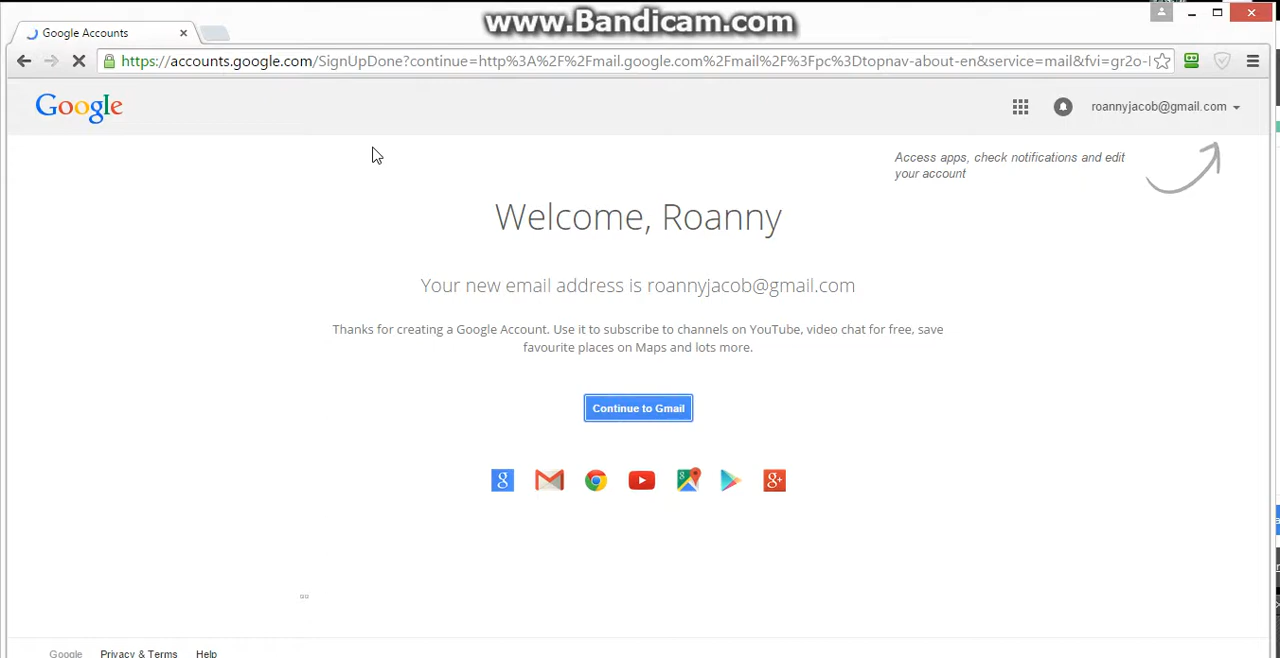 www.Bandicam.com
Google Accounts
https://accounts.google.com/SignUpDone?continue=http%3A%2F%2Fmail.google.com%2Fmail%2F%3Fpc%3Dtopnav-about-en&service=mail&fvi=gr2o-
Google
roannyjacob@gmail.com
Access apps, check notifications and edit
your account
Welcome, Roanny
Your new email address is roannyjacob@gmail.com
Thanks for creating a Google Account. Use it to subscribe to channels on YouTube, video chat for free, save
favourite places on Maps and lots more.
Continue to Gmail
Google Privacy & Terms Help